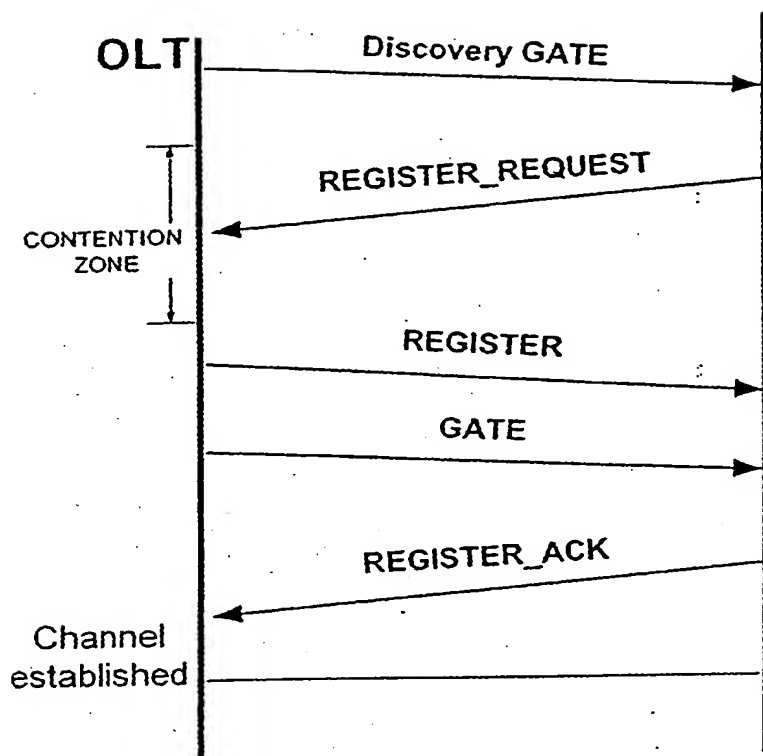 OLT
Discovery GATE
REGISTER_REQUEST
CONTENTION
ZONE
REGISTER
GATE
REGISTER_ACK
Channel
established